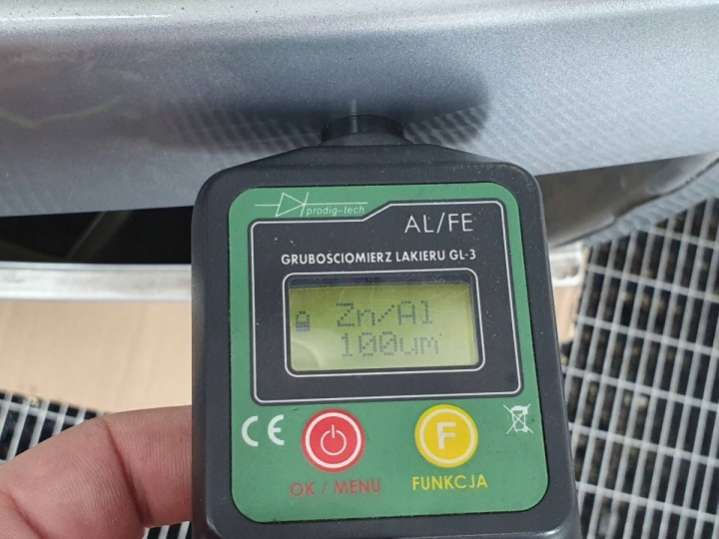 prodig-tech
AL/FE
GRUBOSCIOMIERZ LAKIERU GL-3
Zn/Al
100um
CE
F
OK / MENU
FUNKCJA